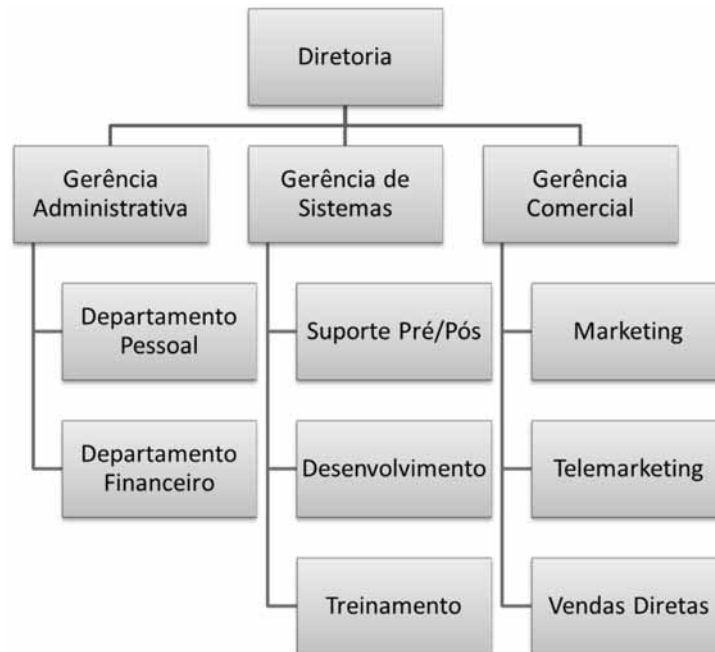 Diretoria
Gerência
Administrativa
Gerência de
Sistemas
Gerência
Comercial
Departamento
Pessoal
Suporte Pré/Pós
Marketing
Departamento
Financeiro
Desenvolvimento
Telemarketing
Treinamento
Vendas Diretas